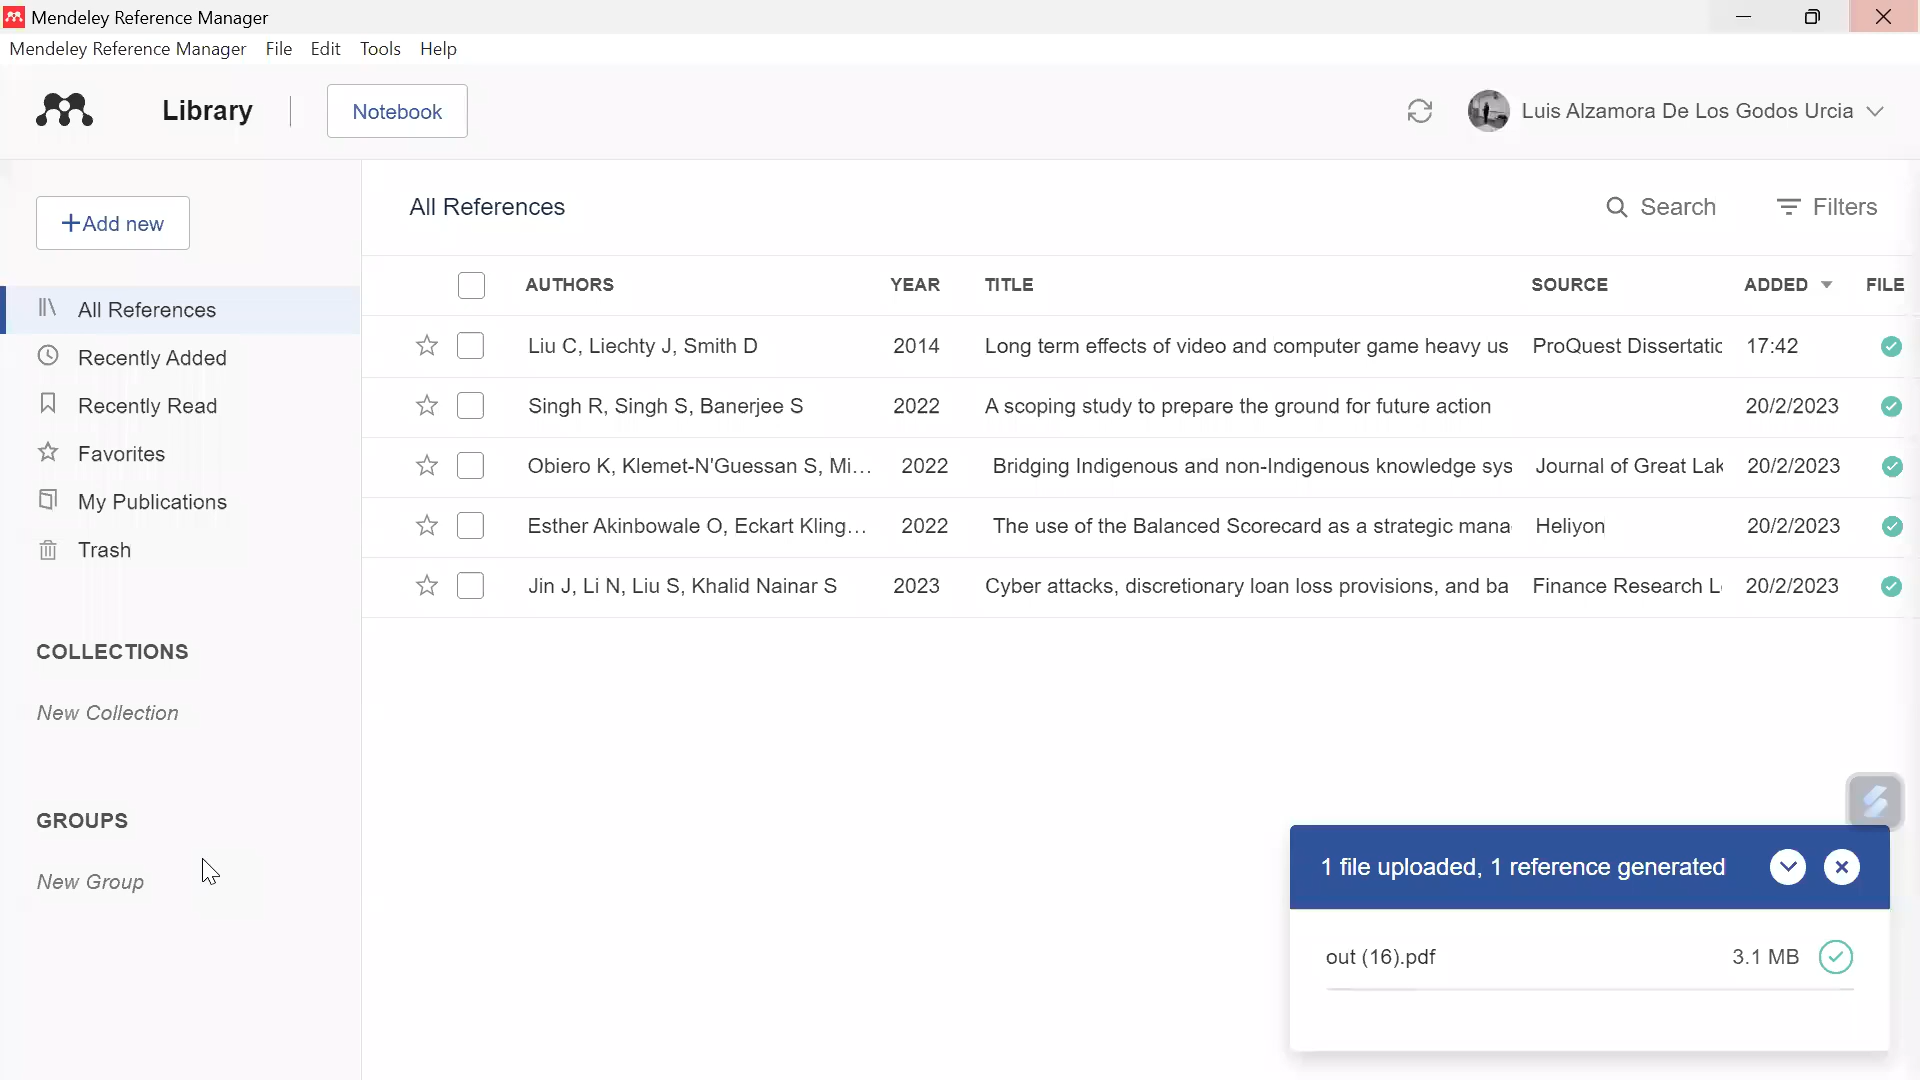 Mendeley Reference Manager
Mendeley Reference Manager File Edit Tools Help
Library Notebook Luis Alzamora De Los Godos Urcia
+Add new
All References
Recently Added
Recently Read
Favorites
My Publications
Trash
COLLECTIONS
New Collection
GROUPS
New Group
All References Search Filters
AUTHORS YEAR TITLE SOURCE ADDED FILE
Liu C, Liechty J, Smith D 2014 Long term effects of video and computer game heavy us ProQuest Dissertatic 17:42
Singh R, Singh S, Banerjee S 2022 A scoping study to prepare the ground for future action 20/2/2023
Obiero K, Klemet-N'Guessan S, Mi... 2022 Bridging Indigenous and non-Indigenous knowledge sys Journal of Great Lak 20/2/2023
Esther Akinbowale O, Eckart Kling... 2022 The use of the Balanced Scorecard as a strategic mana Heliyon 20/2/2023
Jin J, Li N, Liu S, Khalid Nainar S 2023 Cyber attacks, discretionary loan loss provisions, and ba Finance Research L 20/2/2023
1 file uploaded, 1 reference generated
out (16).pdf 3.1 MB